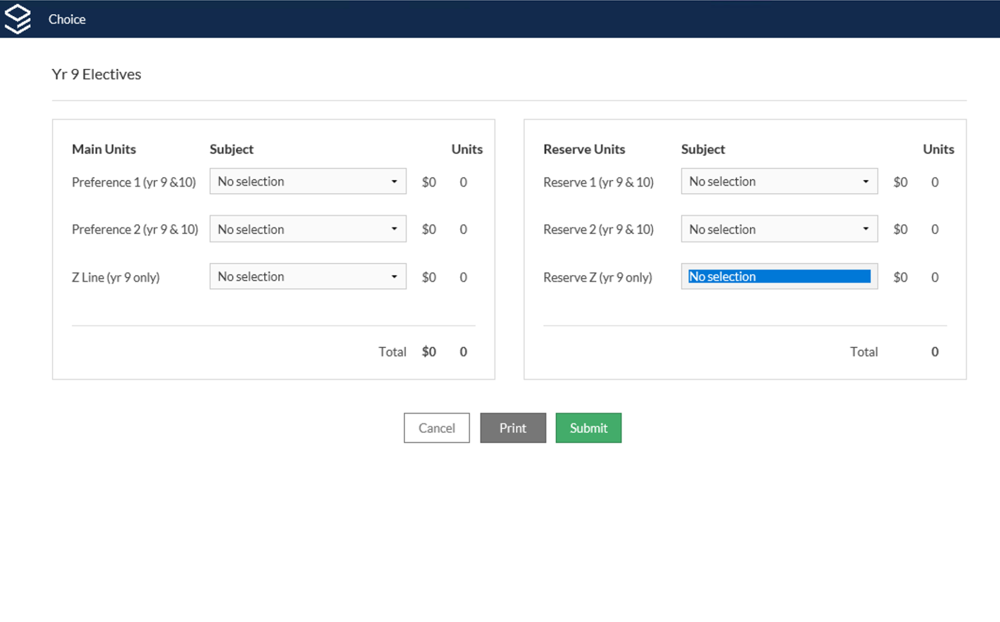 Choice
Yr 9 Electives
Main Units Subject Units
Preference 1 (yr 9 &10) No selection $0 0
Preference 2 (yr 9 & 10) No selection $0 0
Z Line (yr 9 only) No selection $0 0
Total $0 0
Reserve Units Subject Units
Reserve 1 (yr 9 & 10) No selection $0 0
Reserve 2 (yr 9 & 10) No selection $0 0
Reserve Z (yr 9 only) No selection $0 0
Total 0
Cancel Print Submit